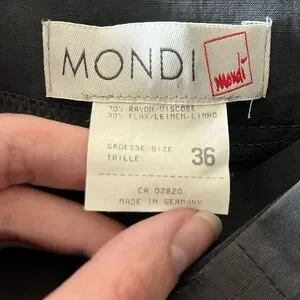 MONDI
mondi
70% RAYON/VISCOSE
30% FLAX/LEINEN/LINHO
GROESSE/SIZE
TAILLE 36
CA 02820
MADE IN GERMANY